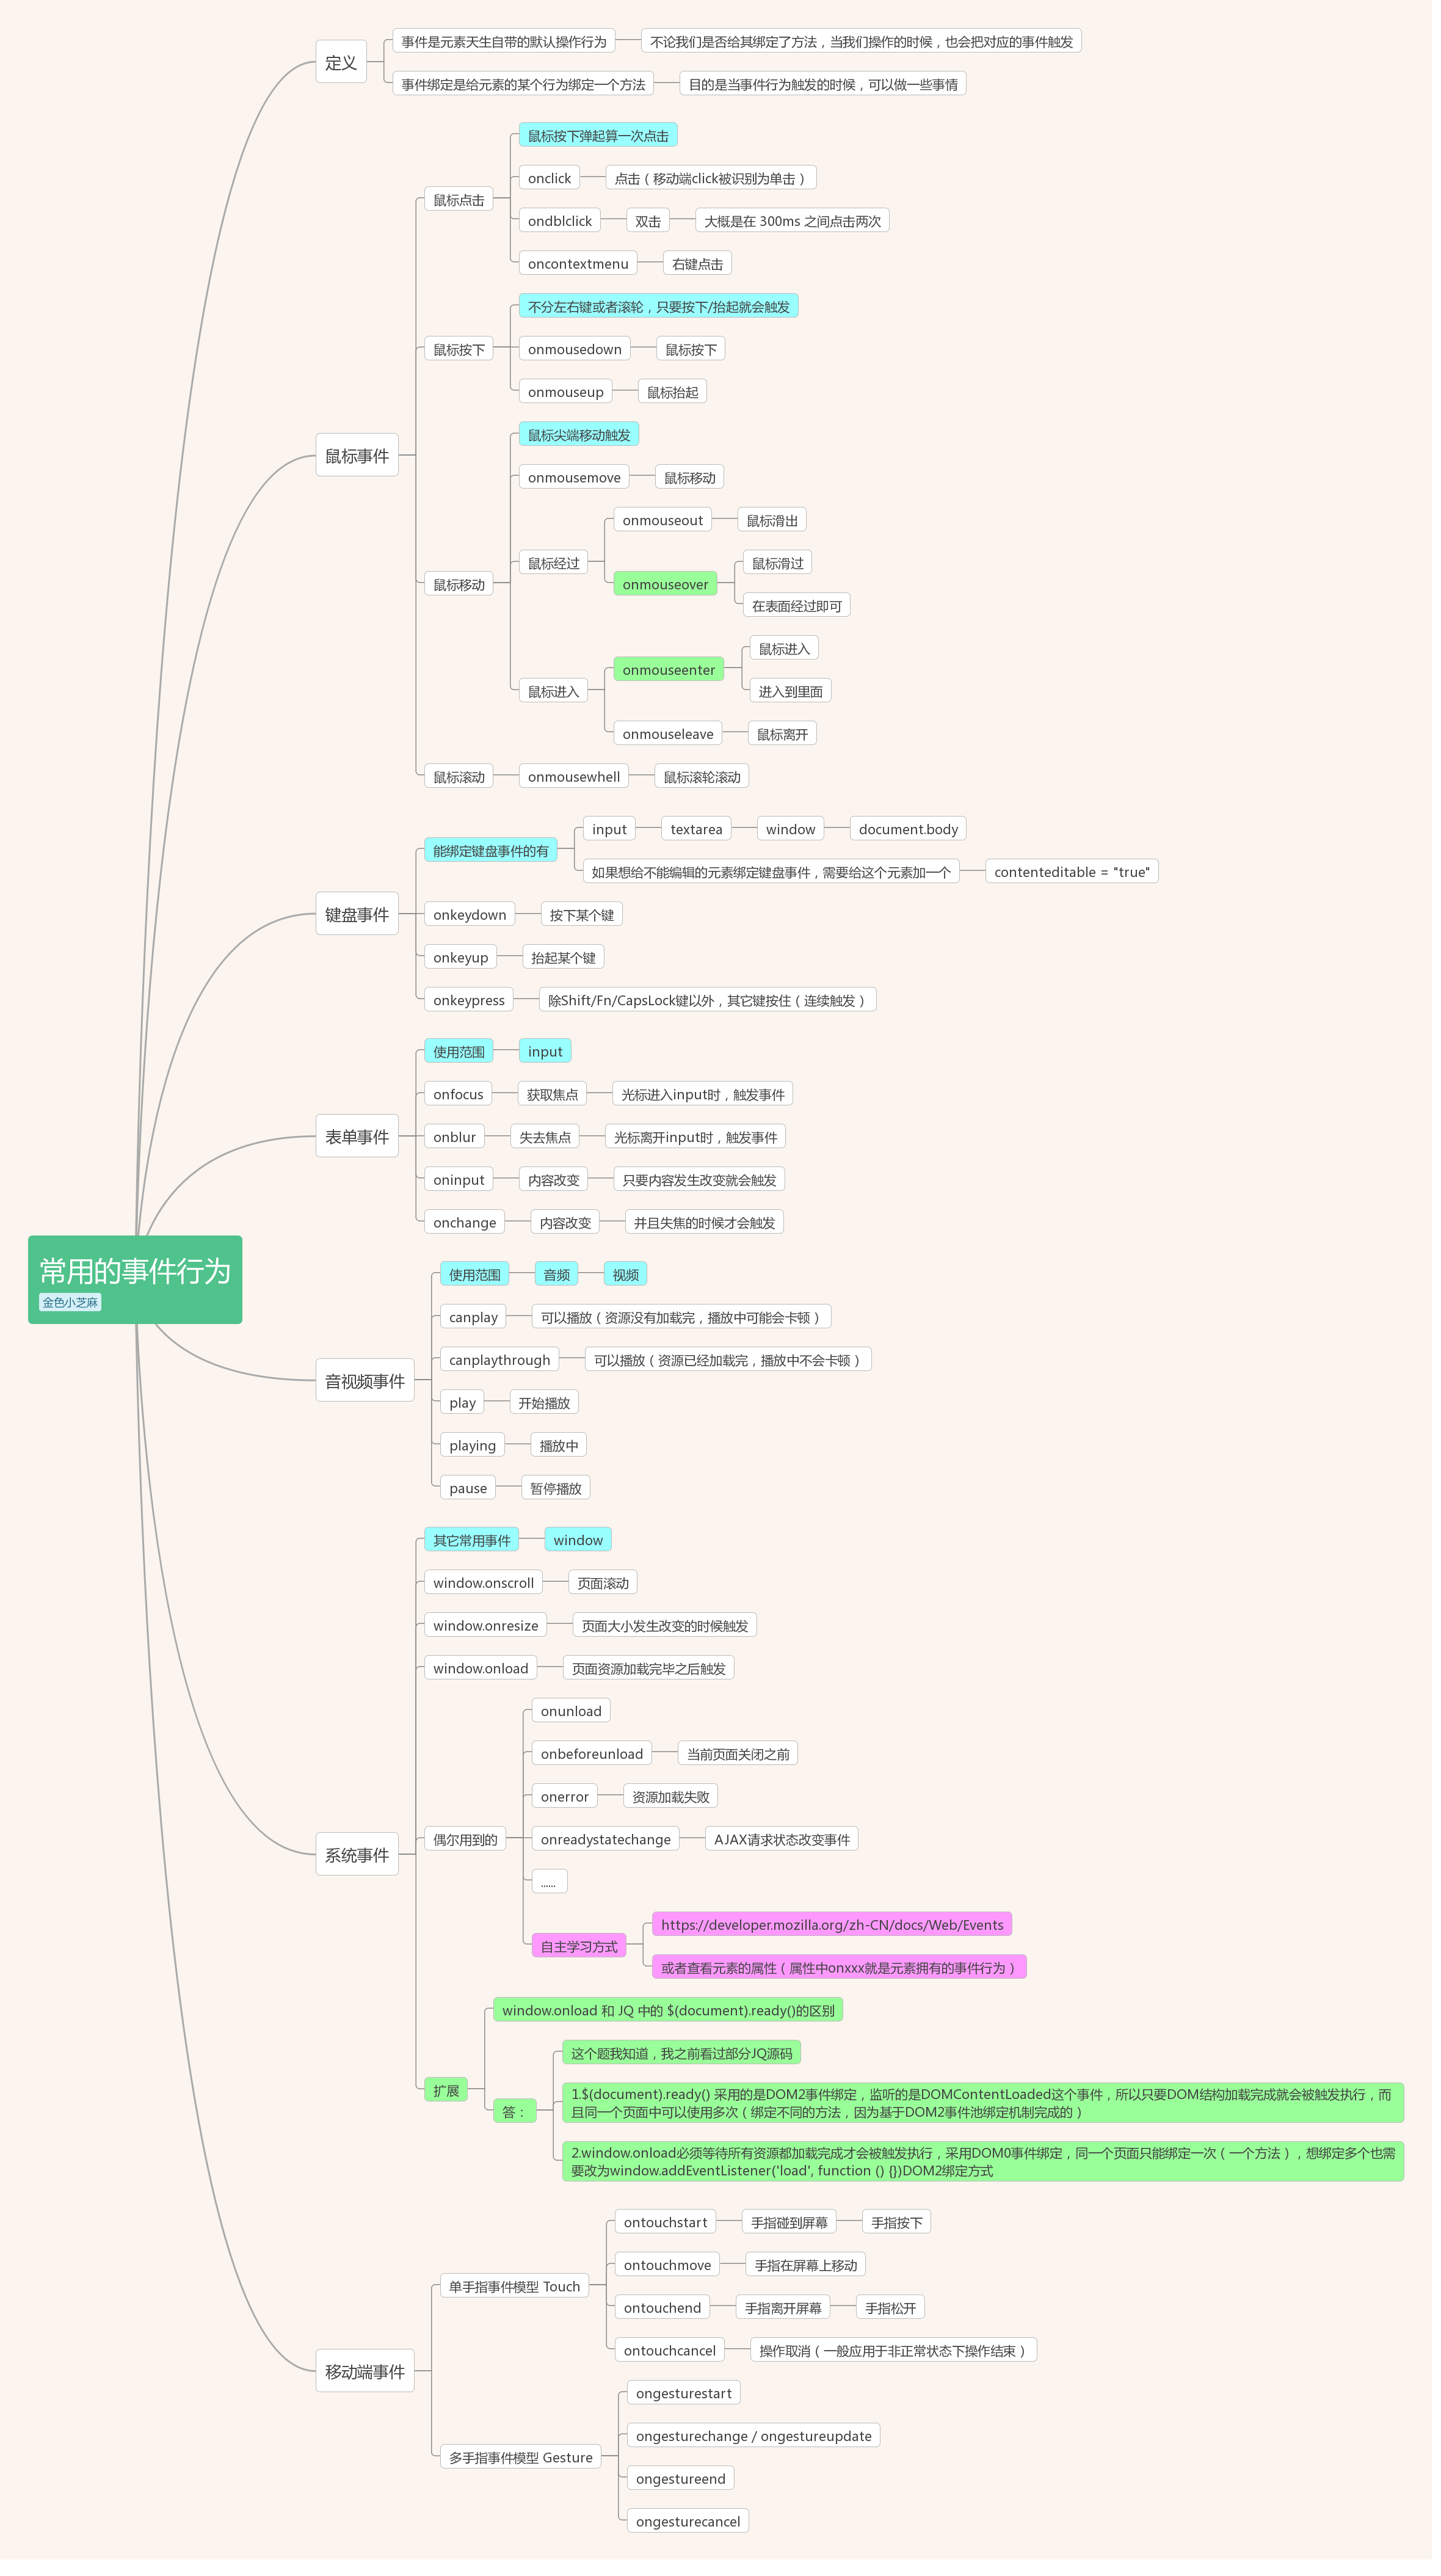 定义
事件是元素天生自带的默认操作行为
不论我们是否给其绑定了方法，当我们操作的时候，也会把对应的事件触发
事件绑定是给元素的某个行为绑定一个方法
目的是当事件行为触发的时候，可以做一些事情
鼠标事件
鼠标点击
鼠标按下弹起算一次点击
onclick
点击（移动端click被识别为单击）
ondblclick
双击
大概是在 300ms 之间点击两次
oncontextmenu
右键点击
鼠标按下
不分左右键或者滚轮，只要按下/抬起就会触发
onmousedown
鼠标按下
onmouseup
鼠标抬起
鼠标移动
鼠标尖端移动触发
onmousemove
鼠标移动
鼠标经过
onmouseout
鼠标滑出
onmouseover
鼠标滑过
在表面经过即可
鼠标进入
onmouseenter
鼠标进入
进入到里面
onmouseleave
鼠标离开
鼠标滚动
onmousewhell
鼠标滚轮滚动
键盘事件
能绑定键盘事件的有
input
textarea
window
document.body
如果想给不能编辑的元素绑定键盘事件，需要给这个元素加一个
contenteditable = "true"
onkeydown
按下某个键
onkeyup
抬起某个键
onkeypress
除Shift/Fn/CapsLock键以外，其它键按住（连续触发）
表单事件
使用范围
input
onfocus
获取焦点
光标进入input时，触发事件
onblur
失去焦点
光标离开input时，触发事件
oninput
内容改变
只要内容发生改变就会触发
onchange
内容改变
并且失焦的时候才会触发
常用的事件行为
金色小芝麻
音视频事件
使用范围
音频
视频
canplay
可以播放（资源没有加载完，播放中可能会卡顿）
canplaythrough
可以播放（资源已经加载完，播放中不会卡顿）
play
开始播放
playing
播放中
pause
暂停播放
系统事件
其它常用事件
window
window.onscroll
页面滚动
window.onresize
页面大小发生改变的时候触发
window.onload
页面资源加载完毕之后触发
偶尔用到的
onunload
onbeforeunload
当前页面关闭之前
onerror
资源加载失败
onreadystatechange
AJAX请求状态改变事件
......
自主学习方式
https://developer.mozilla.org/zh-CN/docs/Web/Events
或者查看元素的属性（属性中onxxx就是元素拥有的事件行为）
扩展
window.onload 和 JQ 中的 $(document).ready()的区别
答：
这个题我知道，我之前看过部分JQ源码
1.$(document).ready() 采用的是DOM2事件绑定，监听的是DOMContentLoaded这个事件，所以只要DOM结构加载完成就会被触发执行，而
且同一个页面中可以使用多次（绑定不同的方法，因为基于DOM2事件池绑定机制完成的）
2.window.onload必须等待所有资源都加载完成才会被触发执行，采用DOM0事件绑定，同一个页面只能绑定一次（一个方法），想绑定多个也需
要改为window.addEventListener('load', function () {})DOM2绑定方式
移动端事件
单手指事件模型 Touch
ontouchstart
手指碰到屏幕
手指按下
ontouchmove
手指在屏幕上移动
ontouchend
手指离开屏幕
手指松开
ontouchcancel
操作取消（一般应用于非正常状态下操作结束）
多手指事件模型 Gesture
ongesturestart
ongesturechange / ongestureupdate
ongestureend
ongesturecancel